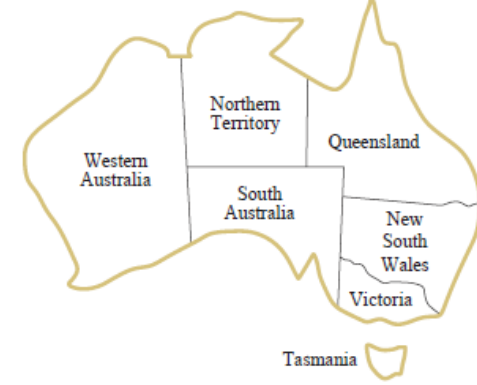 Northern
Territory
Queensland
Western
Australia
South
Australia
New
South
Wales
Victoria
Tasmania